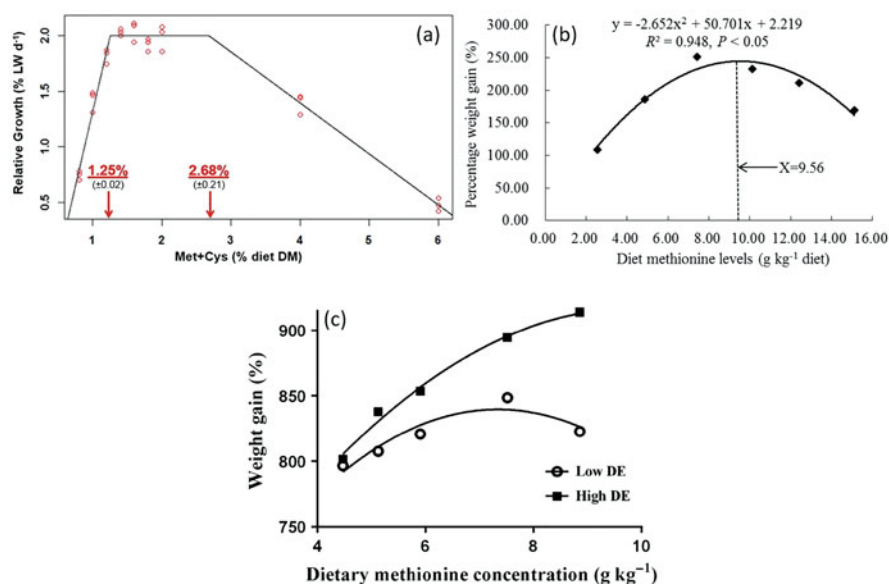 (a)
Relative Growth (% LW d⁻¹)
2.0
1.5
1.0
0.5
1.25%
(±0.02)
2.68%
(±0.21)
1 2 3 4 5 6
Met+Cys (% diet DM)
(b)
y = -2.652x² + 50.701x + 2.219
R² = 0.948, P < 0.05
Percentage weight gain (%)
300.00
250.00
200.00
150.00
100.00
50.00
0.00
X=9.56
0.00 2.00 4.00 6.00 8.00 10.00 12.00 14.00 16.00
Diet methionine levels (g kg⁻¹ diet)
(c)
Weight gain (%)
900
850
800
750
Low DE
High DE
4 6 8 10
Dietary methionine concentration (g kg⁻¹)